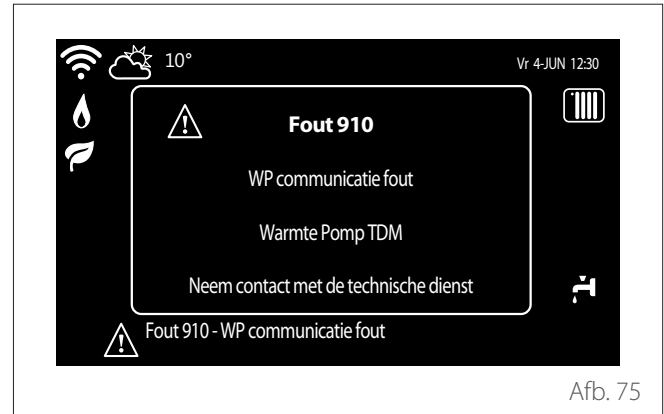 10°
Vr 4-JUN 12:30
Fout 910
WP communicatie fout
Warmte Pomp TDM
Neem contact met de technische dienst
Fout 910 - WP communicatie fout
Afb. 75